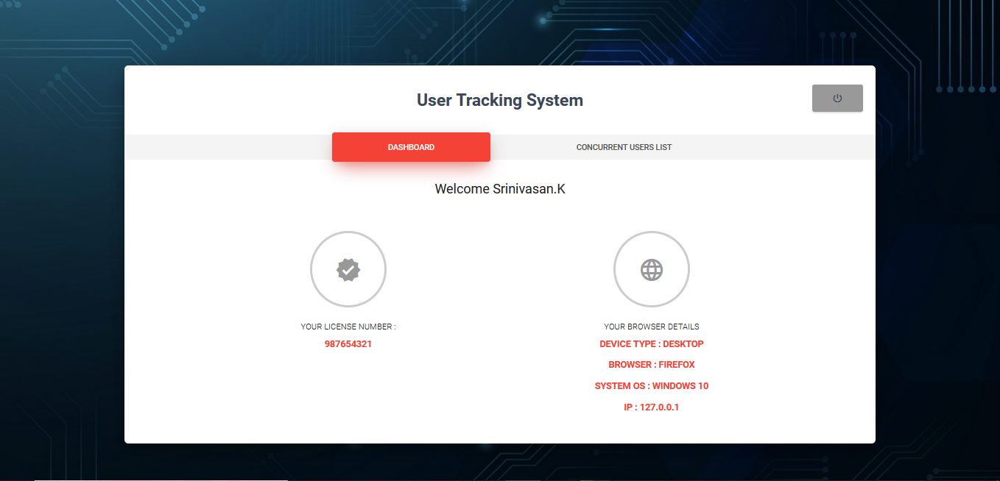 User Tracking System
DASHBOARD
CONCURRENT USERS LIST
Welcome Srinivasan.K
YOUR LICENSE NUMBER :
987654321
YOUR BROWSER DETAILS
DEVICE TYPE : DESKTOP
BROWSER : FIREFOX
SYSTEM OS : WINDOWS 10
IP : 127.0.0.1